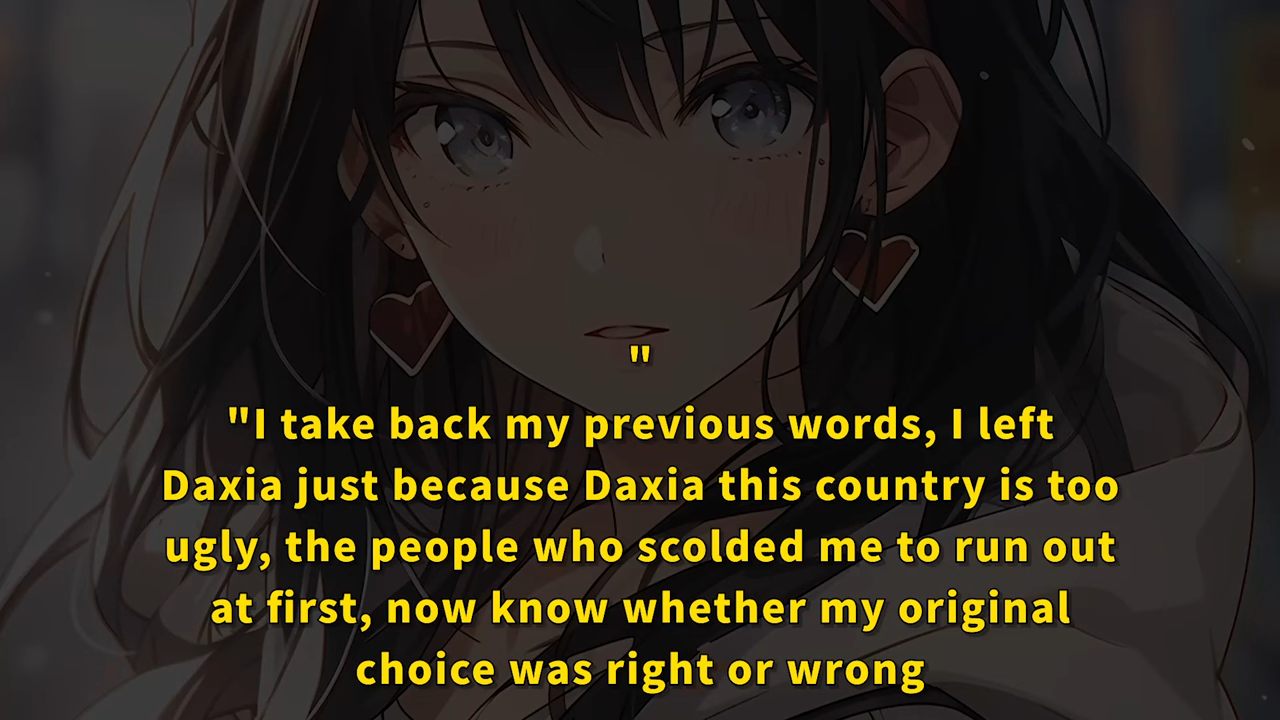 "
"I take back my previous words, I left
Daxia just because Daxia this country is too
ugly, the people who scolded me to run out
at first, now know whether my original
choice was right or wrong